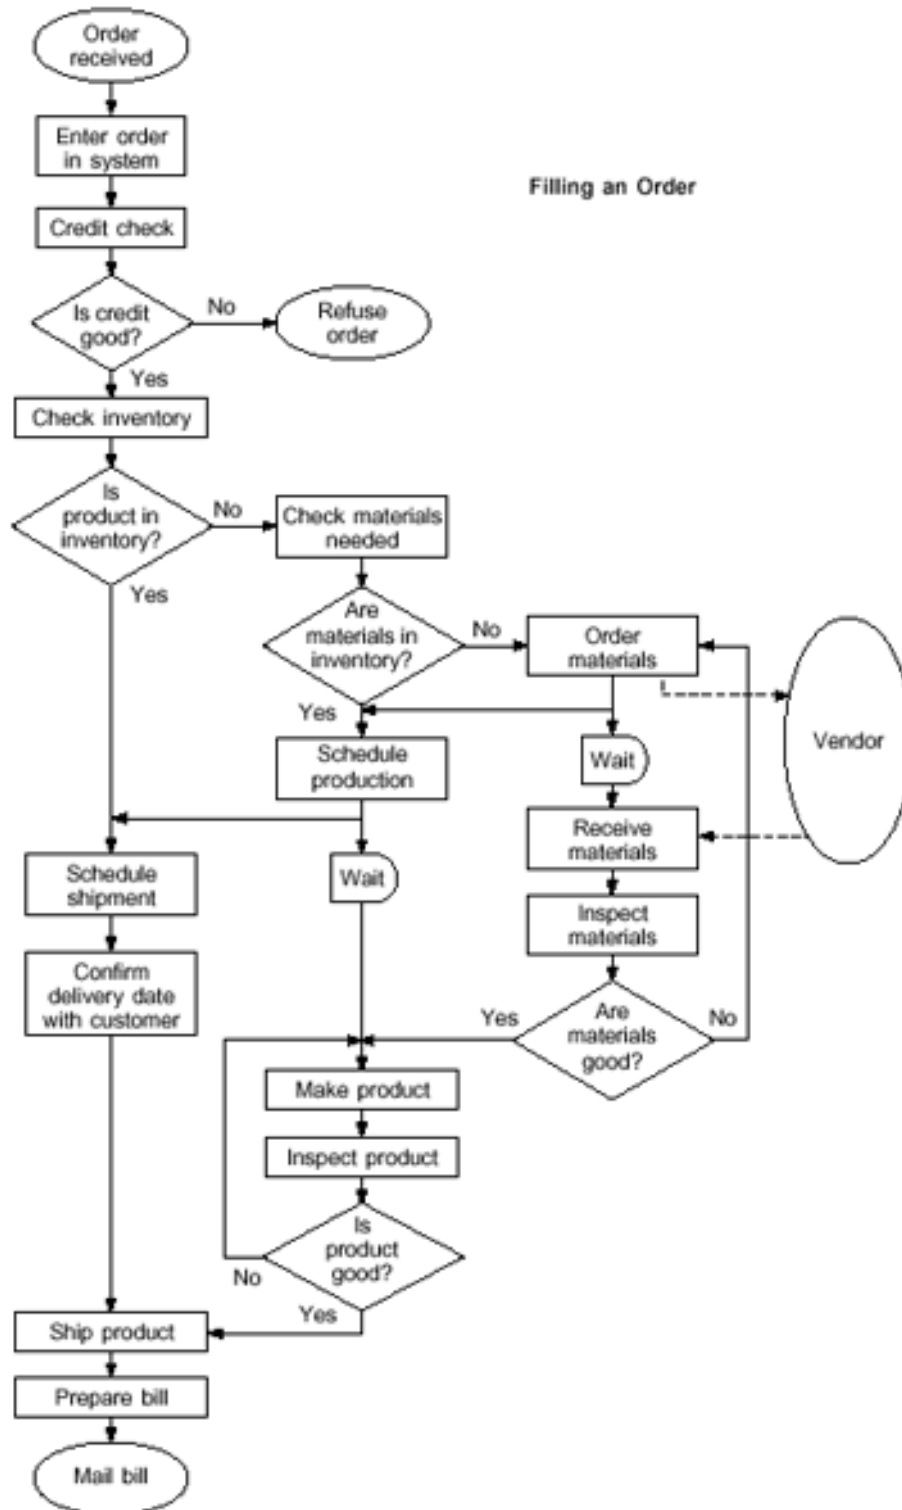 Order
received
Enter order
in system
Filling an Order
Credit check
Is credit
good?
No
Refuse
order
Yes
Check inventory
Is
product in
inventory?
No
Check materials
needed
Yes
Are
materials in
inventory?
No
Order
materials
Yes
Schedule
production
Wait
Vendor
Receive
materials
Schedule
shipment
Wait
Inspect
materials
Confirm
delivery date
with customer
Yes
Are
materials
good?
No
Make product
Inspect product
Is
product
good?
No
Yes
Ship product
Prepare bill
Mail bill